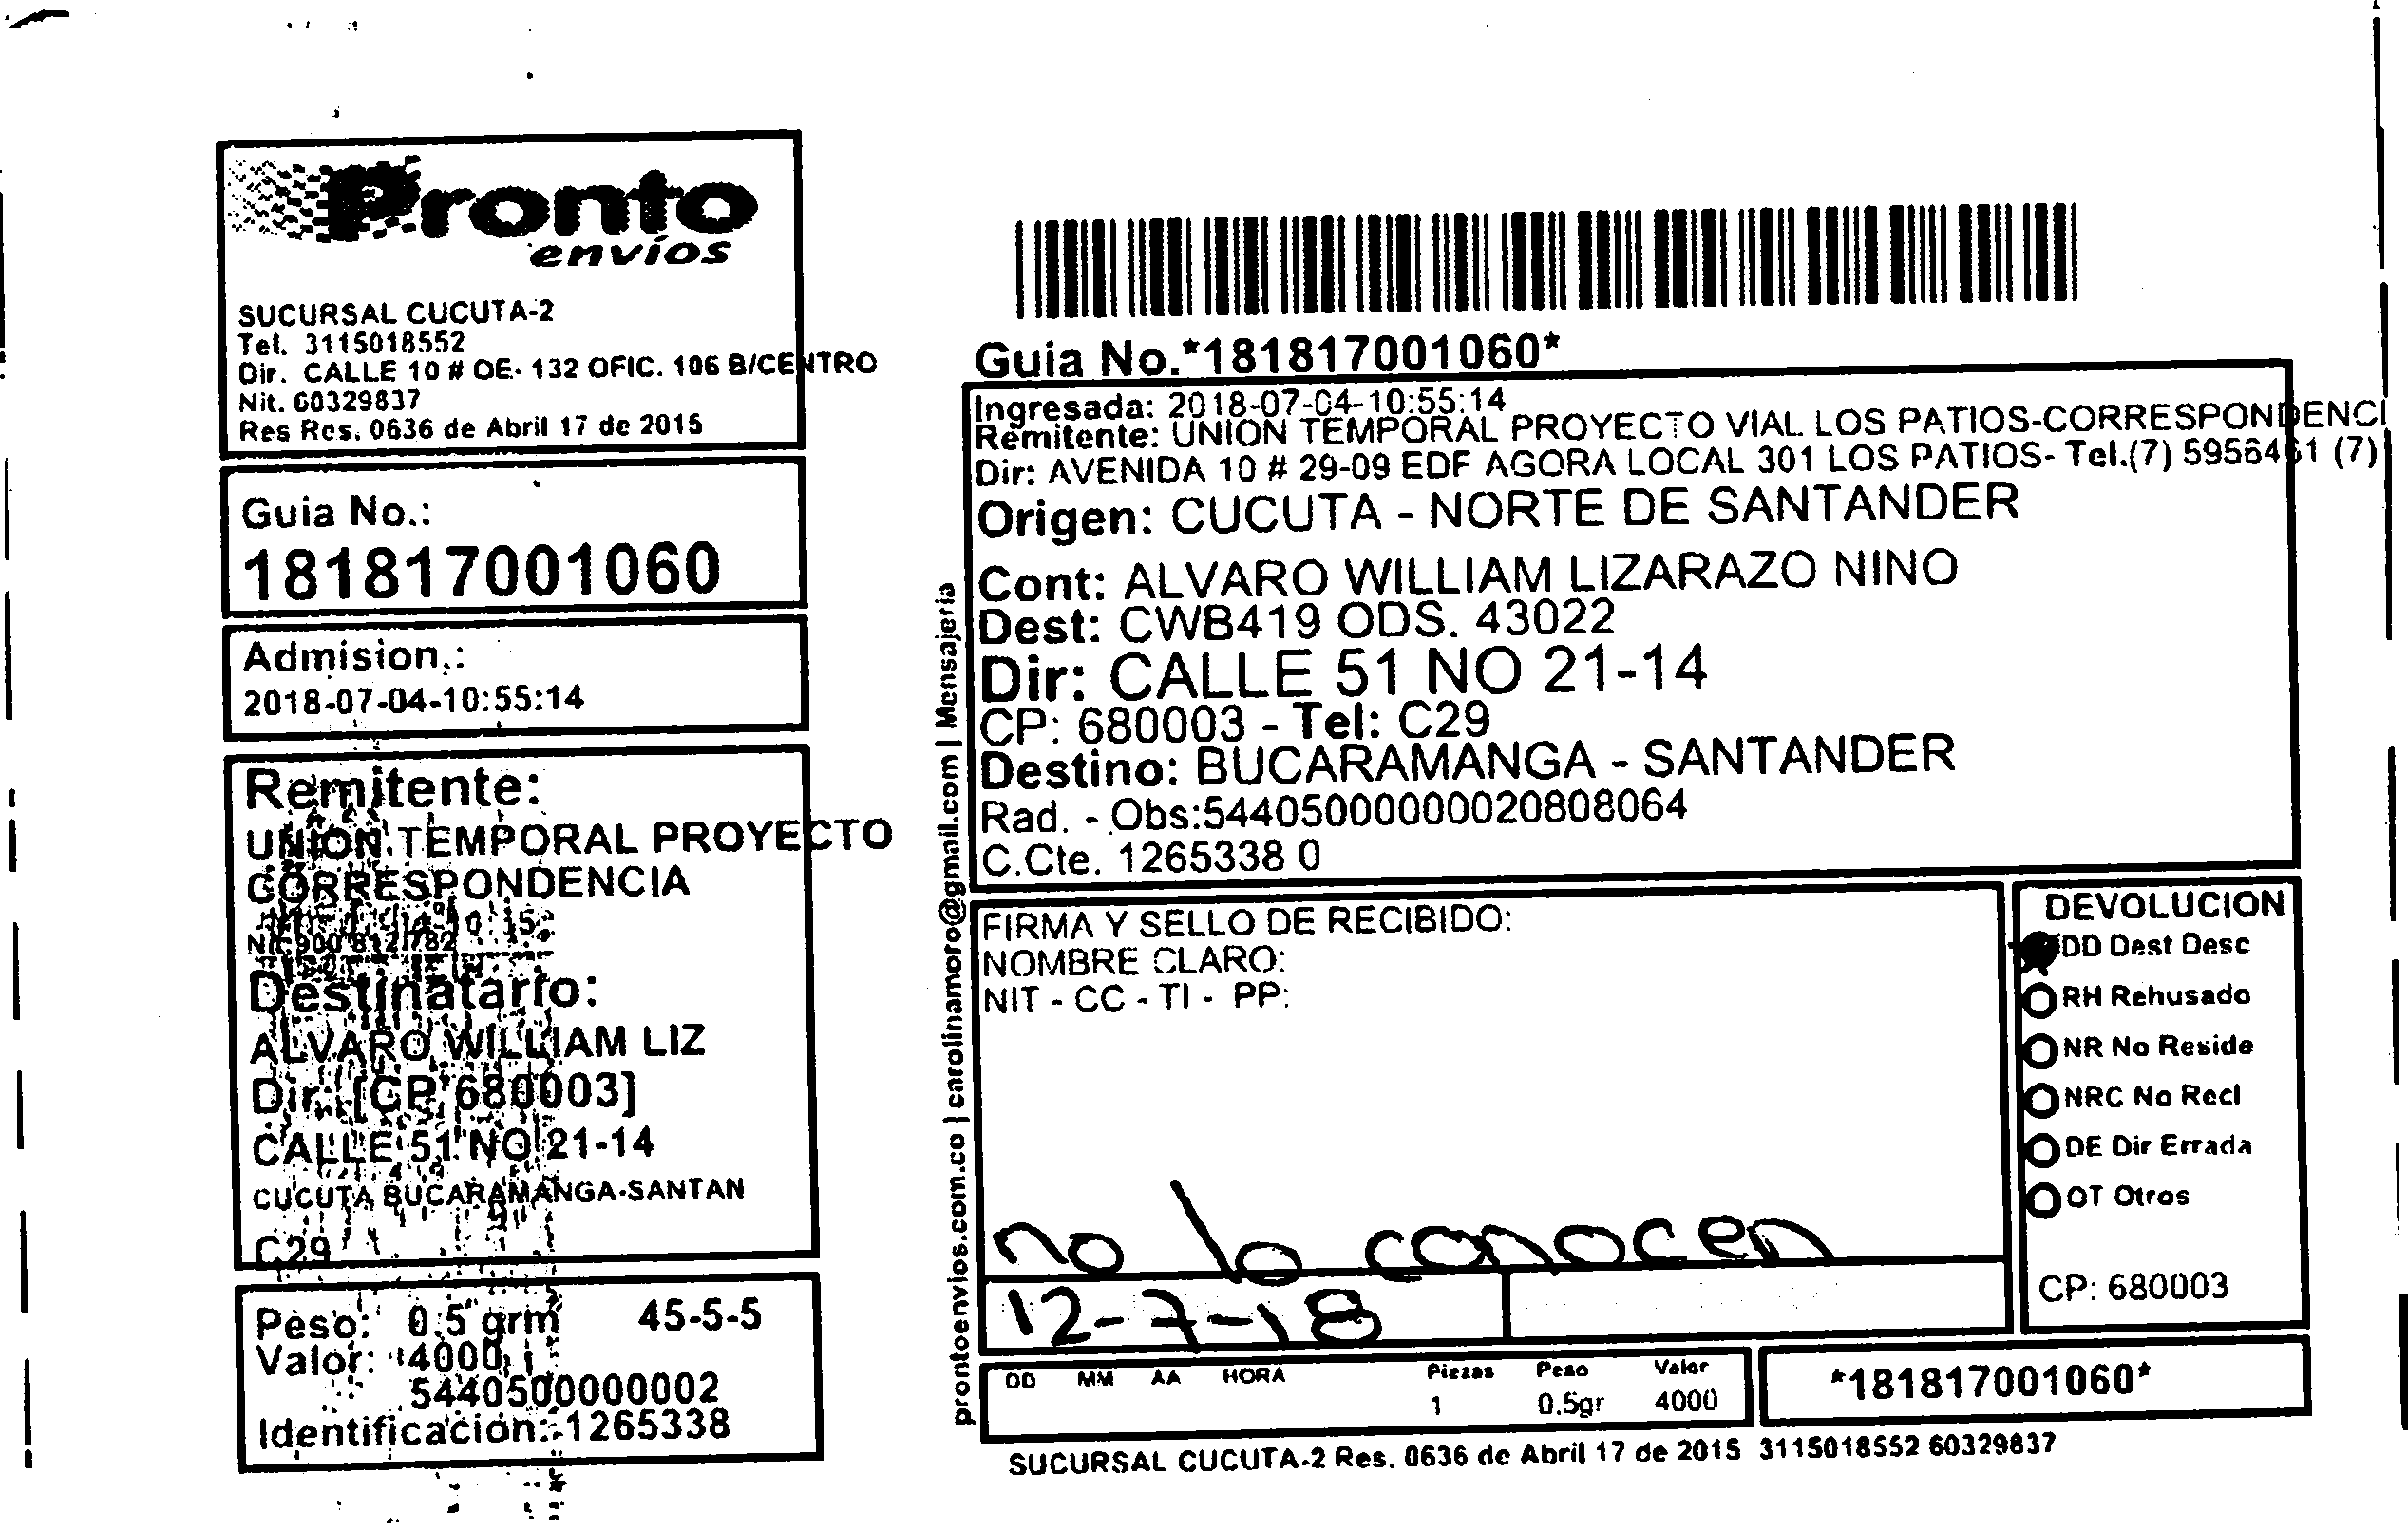 Pronto
envíos
SUCURSAL CUCUTA-2
Tel. 3115018552
Dir. CALLE 10 # OE- 132 OFIC. 106 B/CENTRO
Nit. 60329837
Res Res. 0636 de Abril 17 de 2015
Guia No.:
181817001060
Admision.:
2018-07-04-10:55:14
Remitente:
UNION TEMPORAL PROYECTO
CORRESPONDENCIA
Nit 900 812 782
Destinatario:
ALVARO WILLIAM LIZ
Dir. [CP 680003]
CALLE 51 NO 21-14
CUCUTA BUCARAMANGA-SANTAN
C29
Peso: 0.5 grm 45-5-5
Valor: 4000
5440500000002
Identificacion: 1265338
prontoenvios.com.co | carolinamoro@gmail.com | Mensajeria
Guia No.*181817001060*
Ingresada: 2018-07-04-10:55:14
Remitente: UNION TEMPORAL PROYECTO VIAL LOS PATIOS-CORRESPONDENCI
Dir: AVENIDA 10 # 29-09 EDF AGORA LOCAL 301 LOS PATIOS- Tel.(7) 5956461 (7)
Origen: CUCUTA - NORTE DE SANTANDER
Cont: ALVARO WILLIAM LIZARAZO NINO
Dest: CWB419 ODS. 43022
Dir: CALLE 51 NO 21-14
CP: 680003 - Tel: C29
Destino: BUCARAMANGA - SANTANDER
Rad. - Obs:544050000000020808064
C.Cte. 1265338 0
FIRMA Y SELLO DE RECIBIDO:
NOMBRE CLARO:
NIT - CC - TI - PP:
no lo conocen
12-7-18
DD MM AA HORA Piezas Peso Valor
1 0.5gr 4000
DEVOLUCION
DD Dest Desc
RH Rehusado
NR No Reside
NRC No Recl
DE Dir Errada
OT Otros
CP: 680003
*181817001060*
SUCURSAL CUCUTA-2 Res. 0636 de Abril 17 de 2015 3115018552 60329837